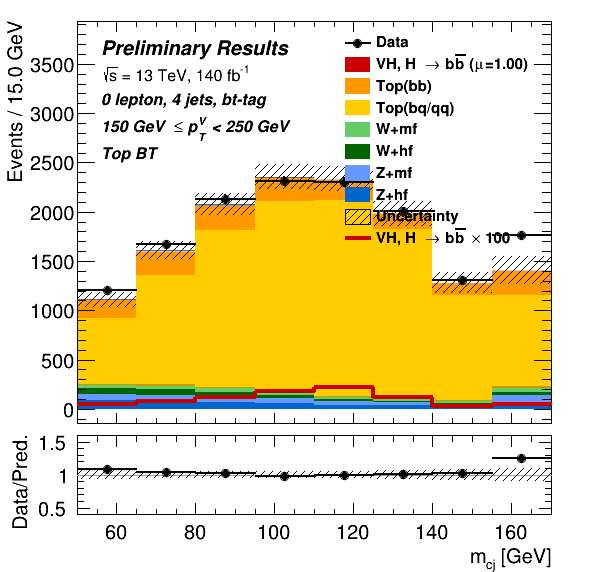 Events / 15.0 GeV
3500
3000
2500
2000
1500
1000
500
0
Preliminary Results
√s = 13 TeV, 140 fb⁻¹
0 lepton, 4 jets, bt-tag
150 GeV ≤ p_T^V < 250 GeV
Top BT
Data
VH, H → bb̅ (μ=1.00)
Top(bb)
Top(bq/qq)
W+mf
W+hf
Z+mf
Z+hf
Uncertainty
VH, H → bb̅ × 100
Data/Pred.
1.5
1
0.5
60 80 100 120 140 160
m_cj [GeV]